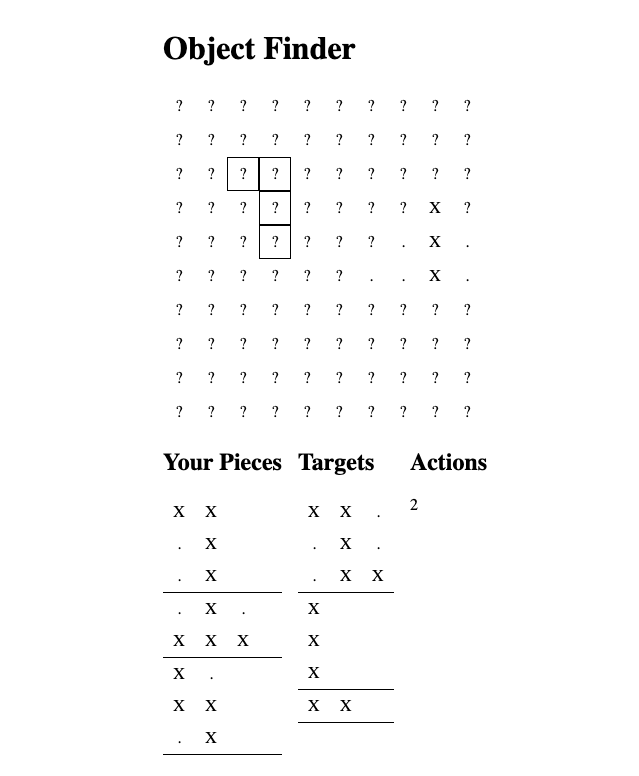 Object Finder
? ? ? ? ? ? ? ? ? ?
? ? ? ? ? ? ? ? ? ?
? ? ? ? ? ? ? ? ? ?
? ? ? ? ? ? ? ? X ?
? ? ? ? ? ? ? . X .
? ? ? ? ? ? . . X .
? ? ? ? ? ? ? ? ? ?
? ? ? ? ? ? ? ? ? ?
? ? ? ? ? ? ? ? ? ?
? ? ? ? ? ? ? ? ? ?
Your Pieces Targets Actions
X X X X . 2
. X . X .
. X . X X
. X . X
X X X X
X . X
X X X X
. X